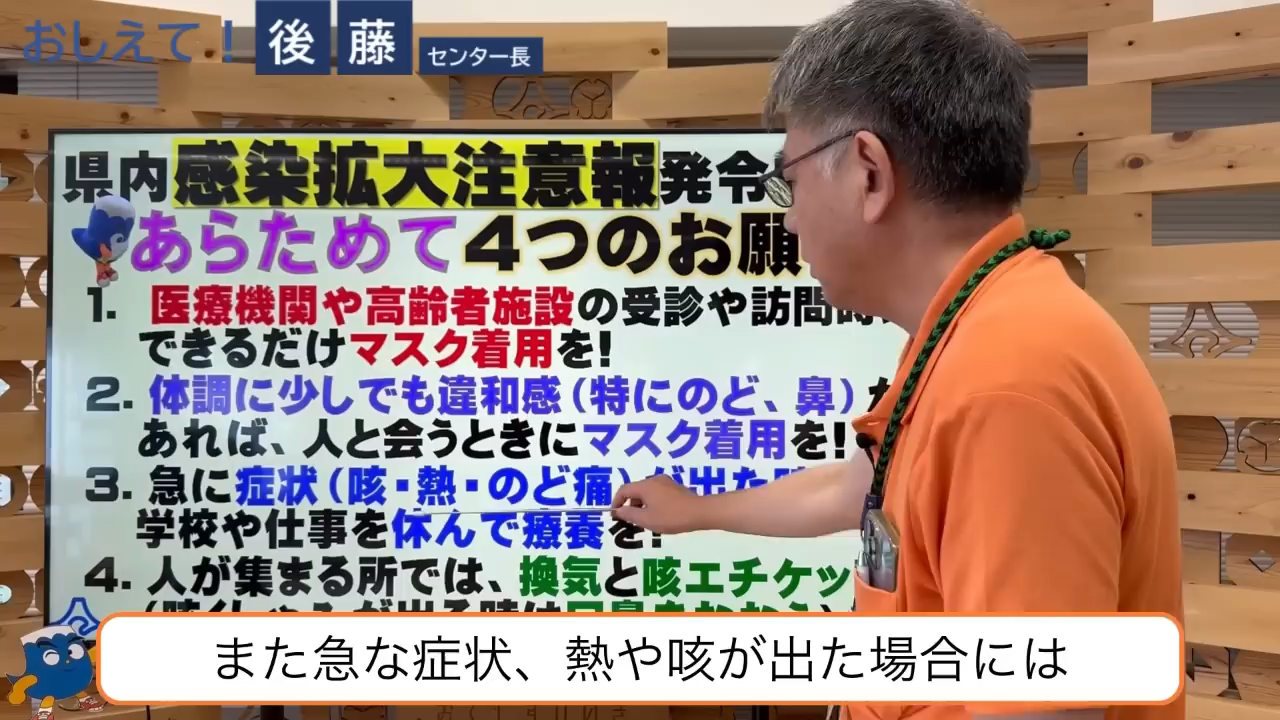 おしえて！後藤センター長
県内感染拡大注意報発令
あらためて4つのお願
1. 医療機関や高齢者施設の受診や訪問時
できるだけマスク着用を!
2. 体調に少しでも違和感（特にのど、鼻）が
あれば、人と会うときにマスク着用を!
3. 急に症状（咳・熱・のど痛）が出た時
学校や仕事を休んで療養を!
4. 人が集まる所では、換気と咳エチケッ
また急な症状、熱や咳が出た場合には